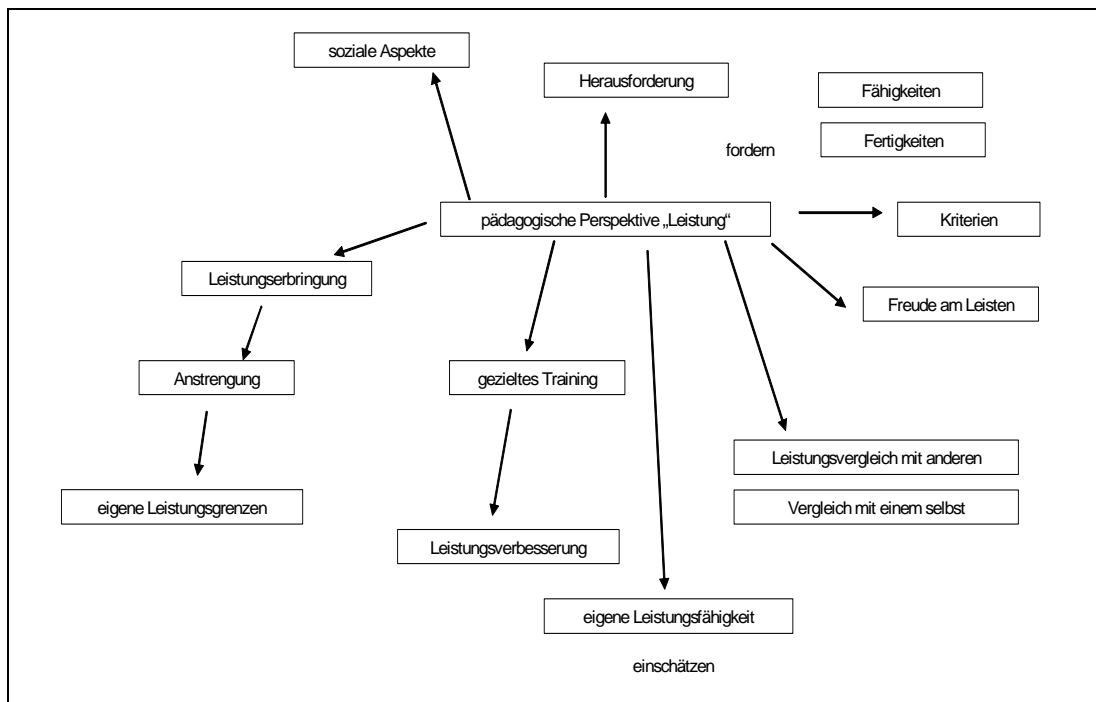 soziale Aspekte
Herausforderung
Fähigkeiten
Fertigkeiten
fordern
pädagogische Perspektive „Leistung“
Kriterien
Leistungserbringung
Freude am Leisten
Anstrengung
gezieltes Training
Leistungsvergleich mit anderen
eigene Leistungsgrenzen
Vergleich mit einem selbst
Leistungsverbesserung
eigene Leistungsfähigkeit
einschätzen